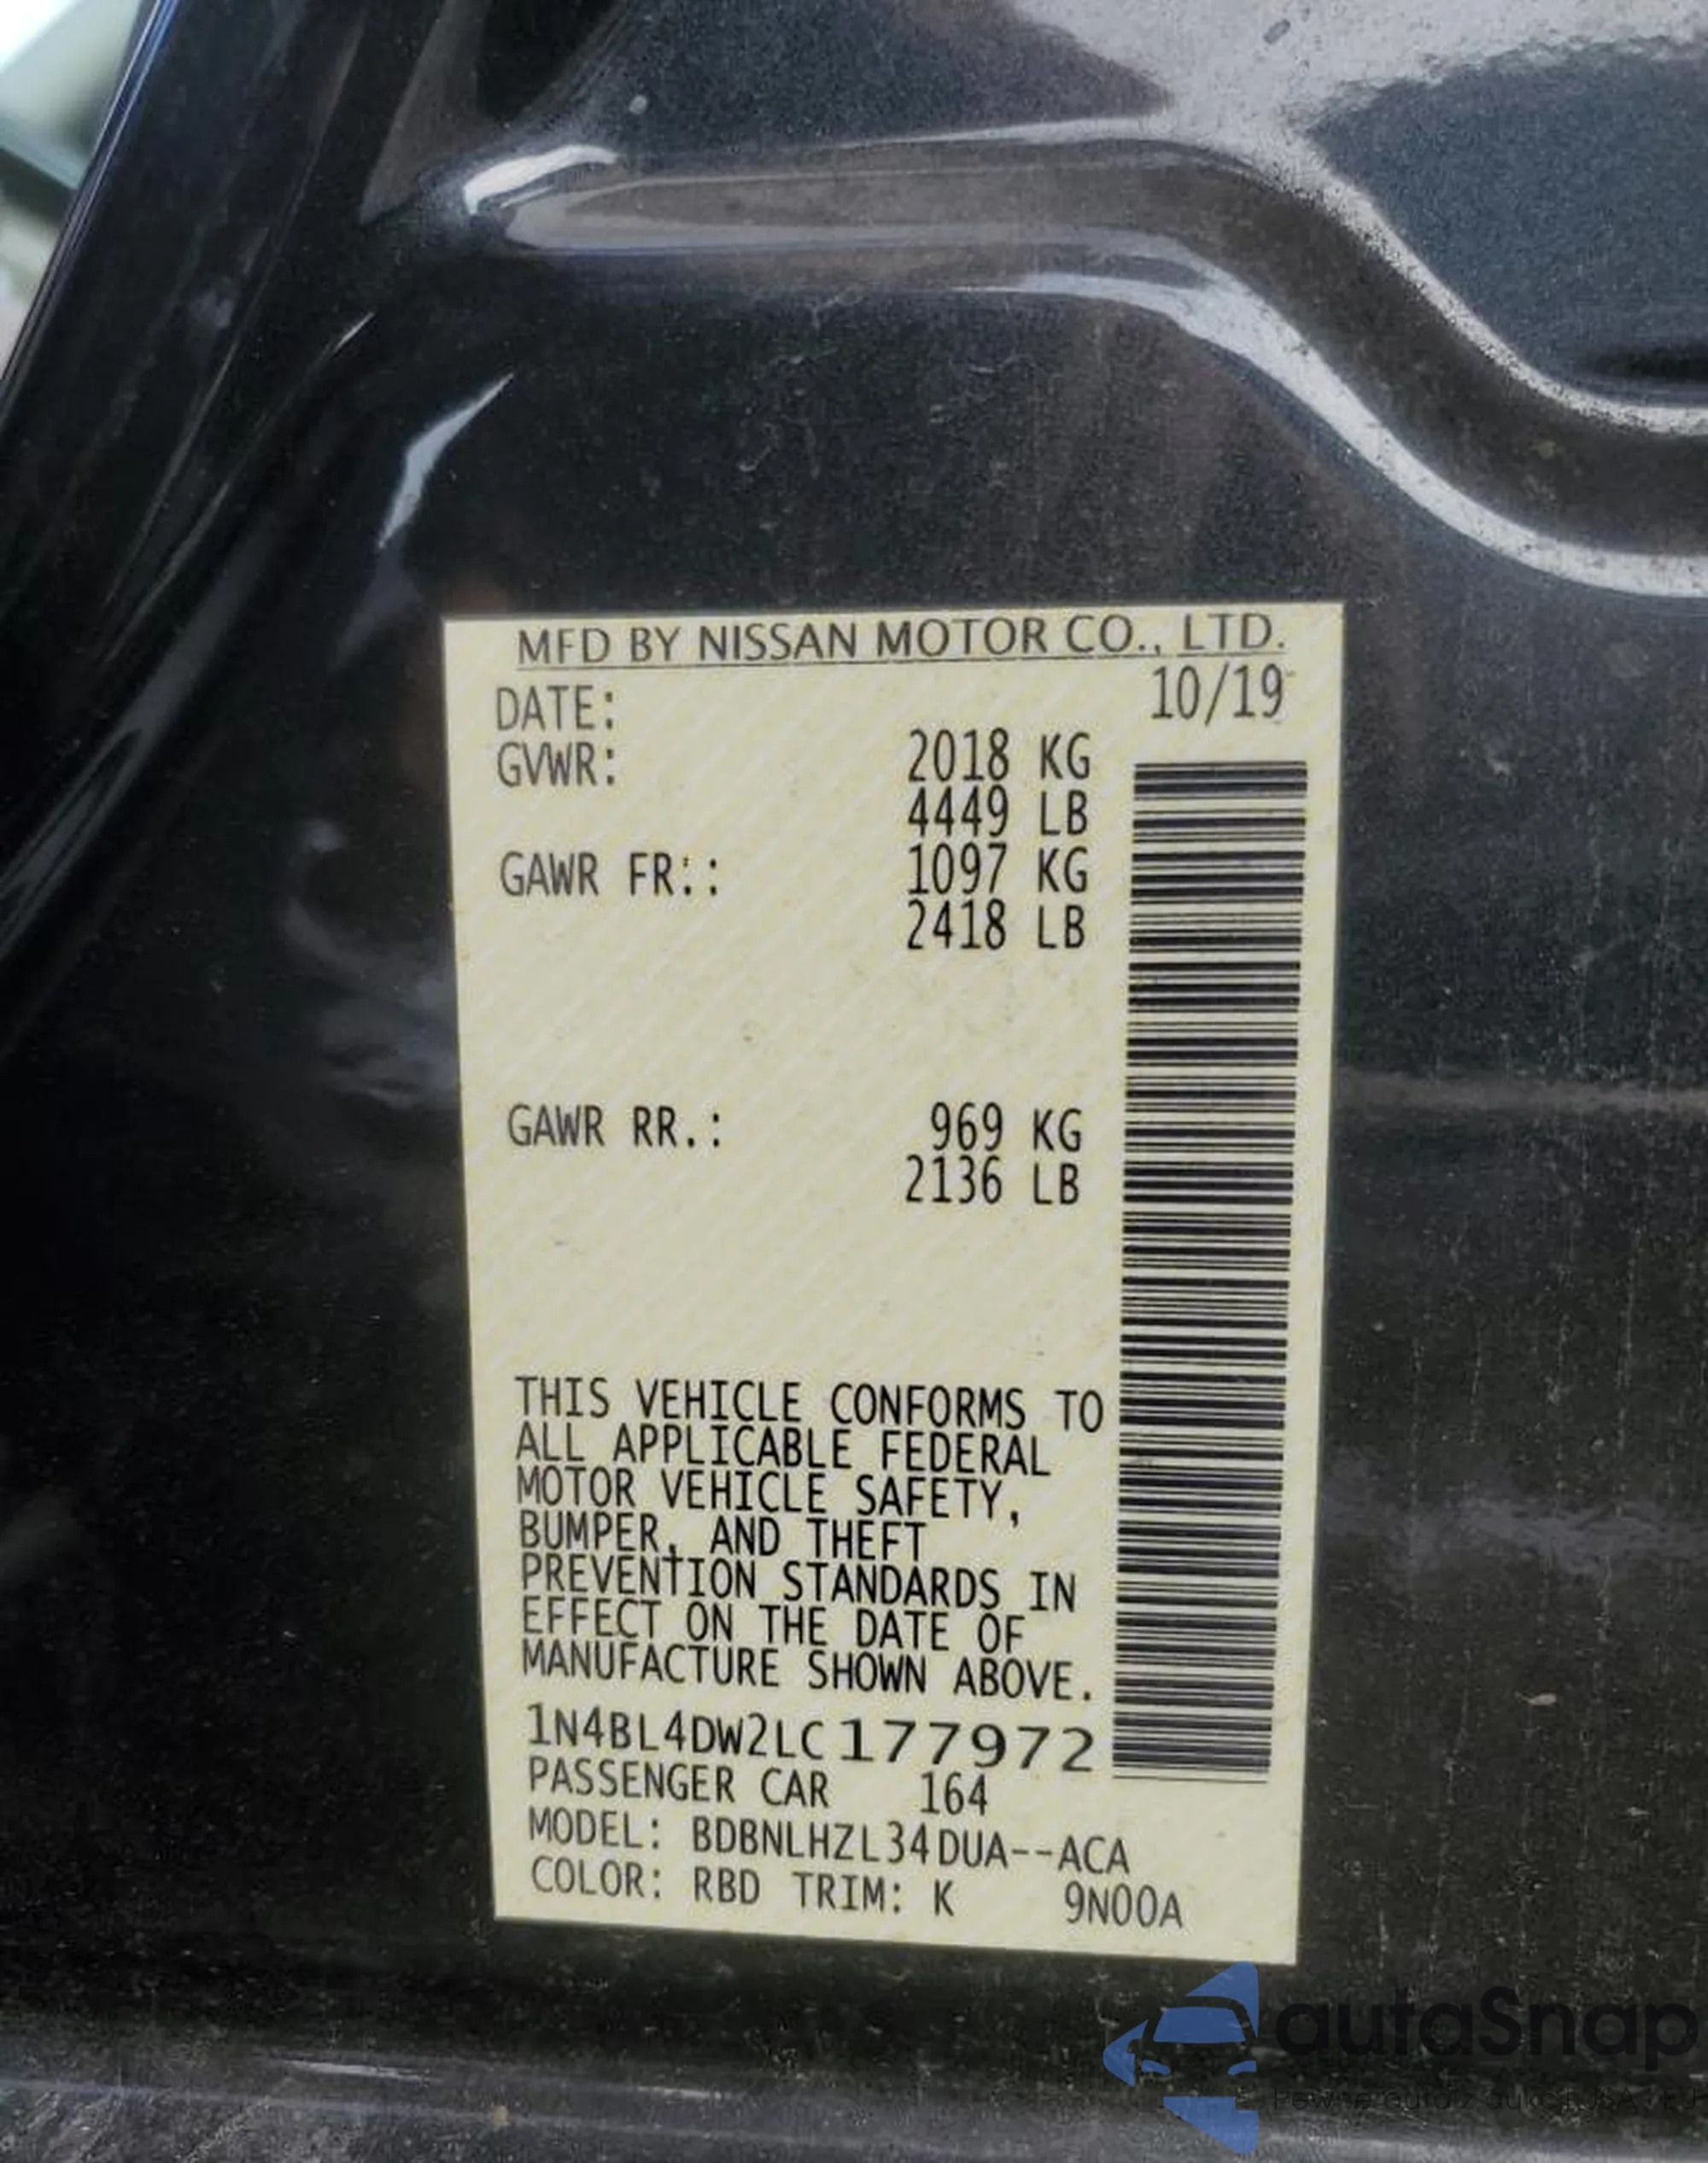 MFD BY NISSAN MOTOR CO., LTD.
DATE: 10/19
GVWR: 2018 KG
4449 LB
GAWR FR:: 1097 KG
2418 LB
GAWR RR.: 969 KG
2136 LB
THIS VEHICLE CONFORMS TO
ALL APPLICABLE FEDERAL
MOTOR VEHICLE SAFETY,
BUMPER, AND THEFT
PREVENTION STANDARDS IN
EFFECT ON THE DATE OF
MANUFACTURE SHOWN ABOVE.
1N4BL4DW2LC177972
PASSENGER CAR 164
MODEL: BDBNLHZL34DUA--ACA
COLOR: RBD TRIM: K 9N00A
autaSnap
Pewne auta z